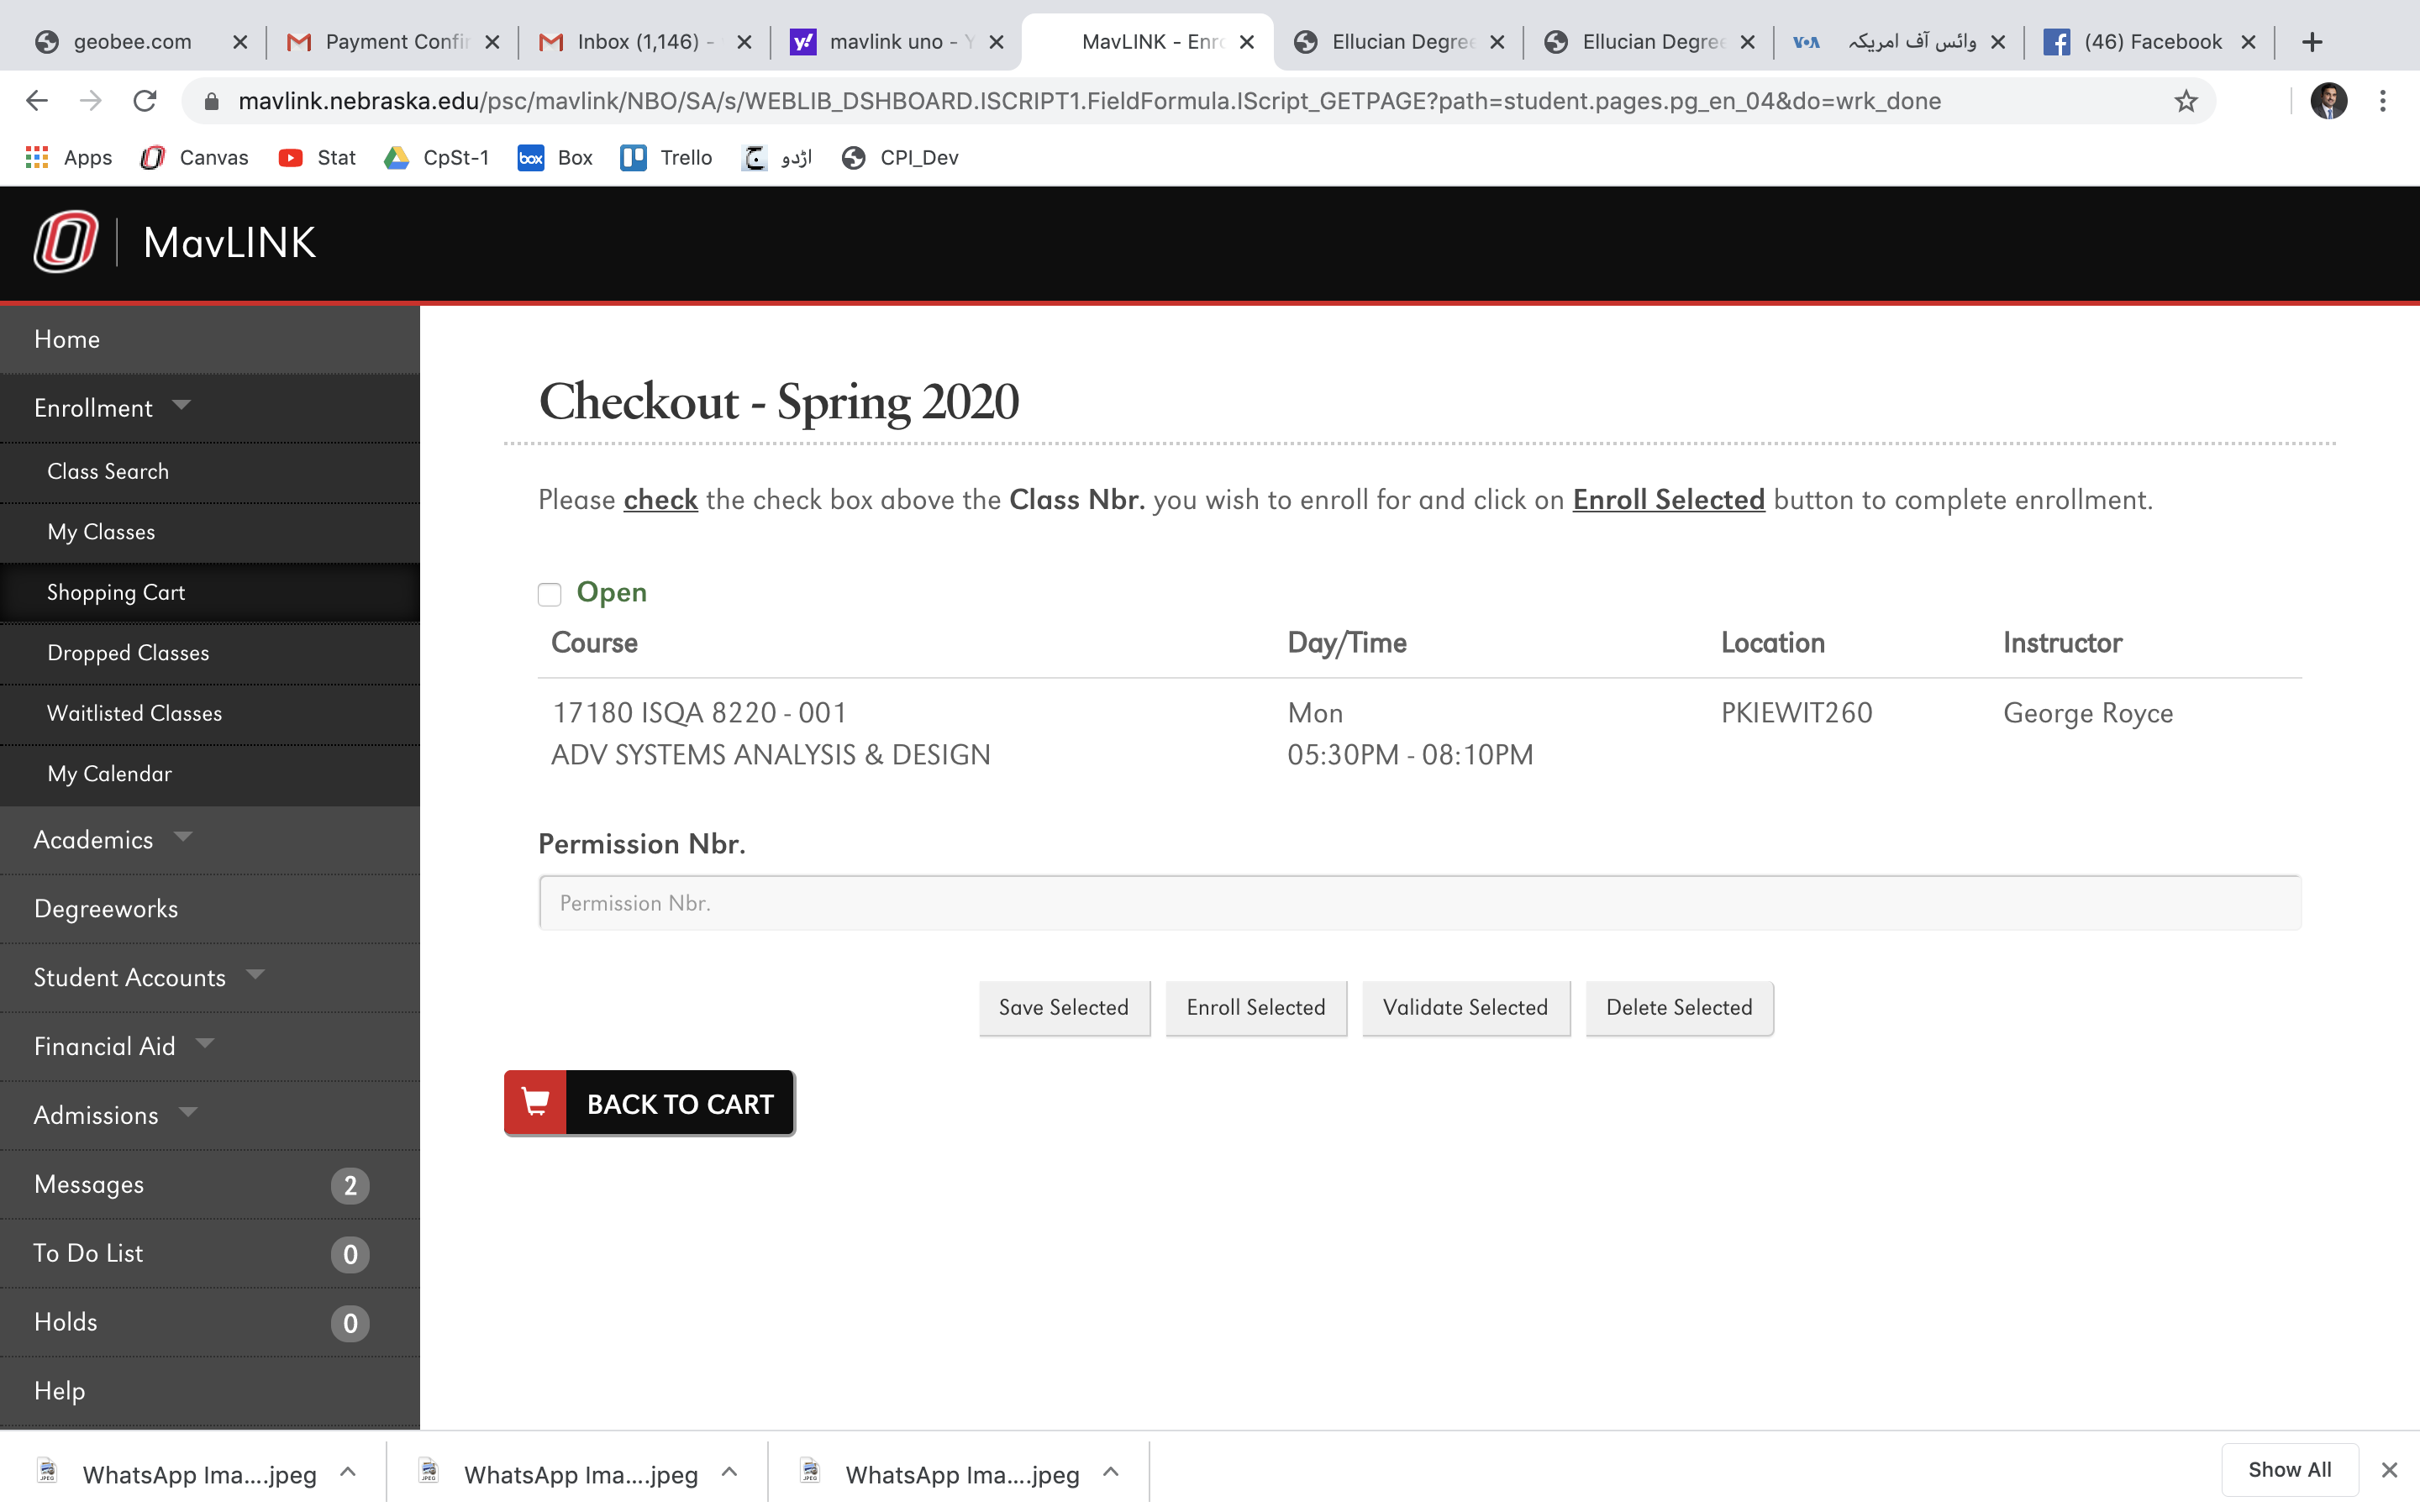 geobee.com
Payment Confir
Inbox (1,146) -
mavlink uno - Y
MavLINK - Enro
Ellucian Degree
Ellucian Degree
VOA وائس آف امریکہ
(46) Facebook
mavlink.nebraska.edu/psc/mavlink/NBO/SA/s/WEBLIB_DSHBOARD.ISCRIPT1.FieldFormula.IScript_GETPAGE?path=student.pages.pg_en_04&do=wrk_done
Apps
Canvas
Stat
CpSt-1
box Box
Trello
اڑدو
CPI_Dev
MavLINK
Home
Enrollment
Class Search
My Classes
Shopping Cart
Dropped Classes
Waitlisted Classes
My Calendar
Academics
Degreeworks
Student Accounts
Financial Aid
Admissions
Messages 2
To Do List 0
Holds 0
Help
Checkout - Spring 2020
Please check the check box above the Class Nbr. you wish to enroll for and click on Enroll Selected button to complete enrollment.
Open
Course Day/Time Location Instructor
17180 ISQA 8220 - 001 Mon PKIEWIT260 George Royce
ADV SYSTEMS ANALYSIS & DESIGN 05:30PM - 08:10PM
Permission Nbr.
Permission Nbr.
Save Selected Enroll Selected Validate Selected Delete Selected
BACK TO CART
WhatsApp Ima....jpeg
WhatsApp Ima....jpeg
WhatsApp Ima....jpeg
Show All